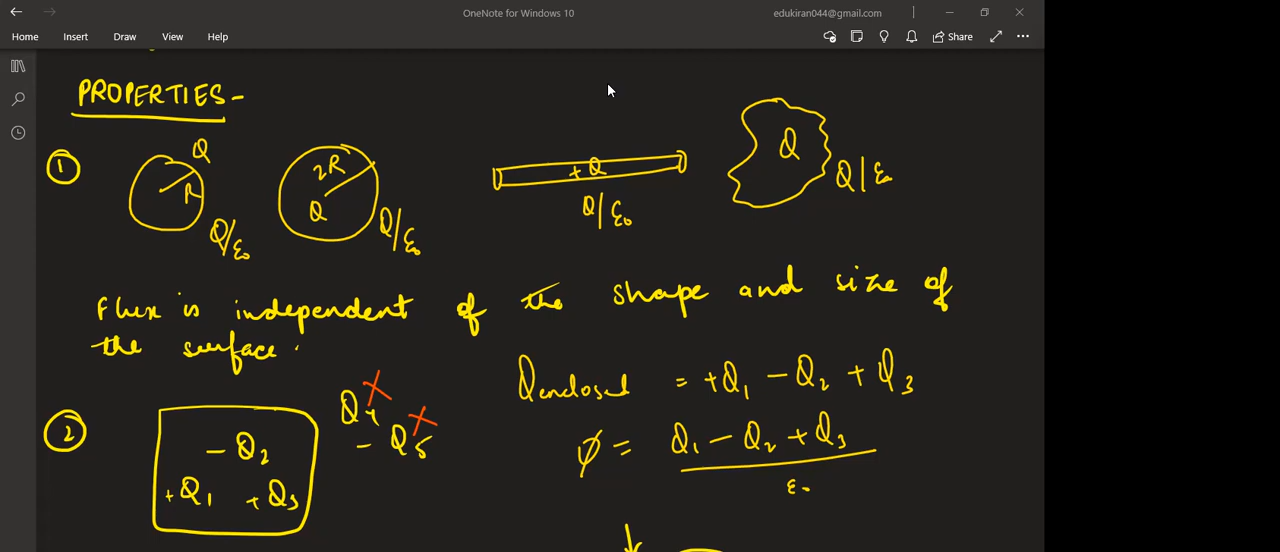 OneNote for Windows 10
edukiran044@gmail.com
Home Insert Draw View Help
Share
PROPERTIES-
1
Q
R
Q/ε₀
2R
Q
Q/ε₀
+Q
Q/ε₀
Q
Q/ε₀
Flux is independent of the shape and size of
the surface.
Qenclosed = +Q₁ - Q₂ + Q₃
2
- Q₂
+Q₁ +Q₃
Q₄
- Q₅
φ = Q₁ - Q₂ + Q₃
ε₀